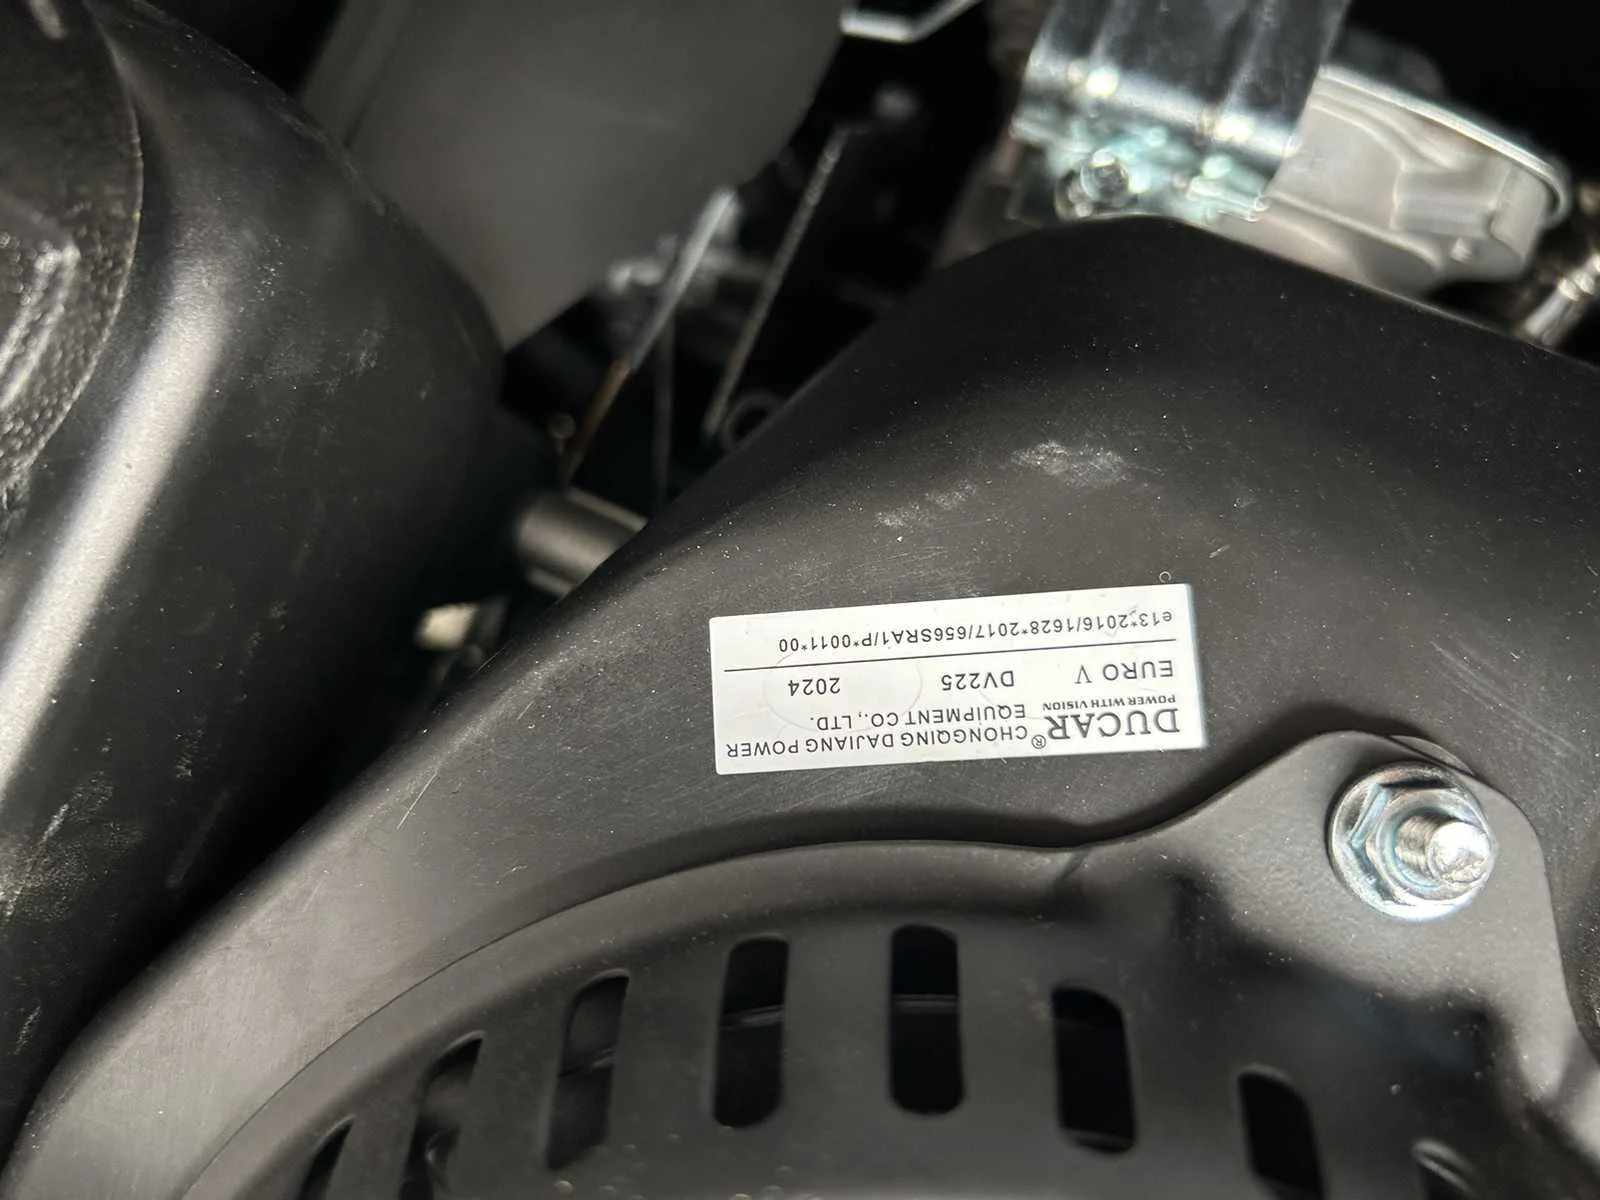 DUCAR® CHONGQING DAJIANG POWER
POWER WITH VISION EQUIPMENT CO., LTD.
EURO V DV225 2024
e13*2016/1628*2017/656SRA1/P*0011*00